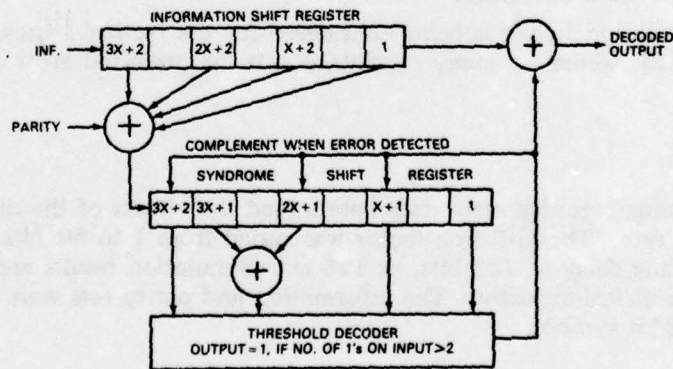 INFORMATION SHIFT REGISTER
INF.
3X+2
2X+2
X+2
1
+
DECODED OUTPUT
PARITY
+
COMPLEMENT WHEN ERROR DETECTED
SYNDROME SHIFT REGISTER
3X+2
3X+1
2X+1
X+1
1
+
THRESHOLD DECODER
OUTPUT=1, IF NO. OF 1's ON INPUT>2